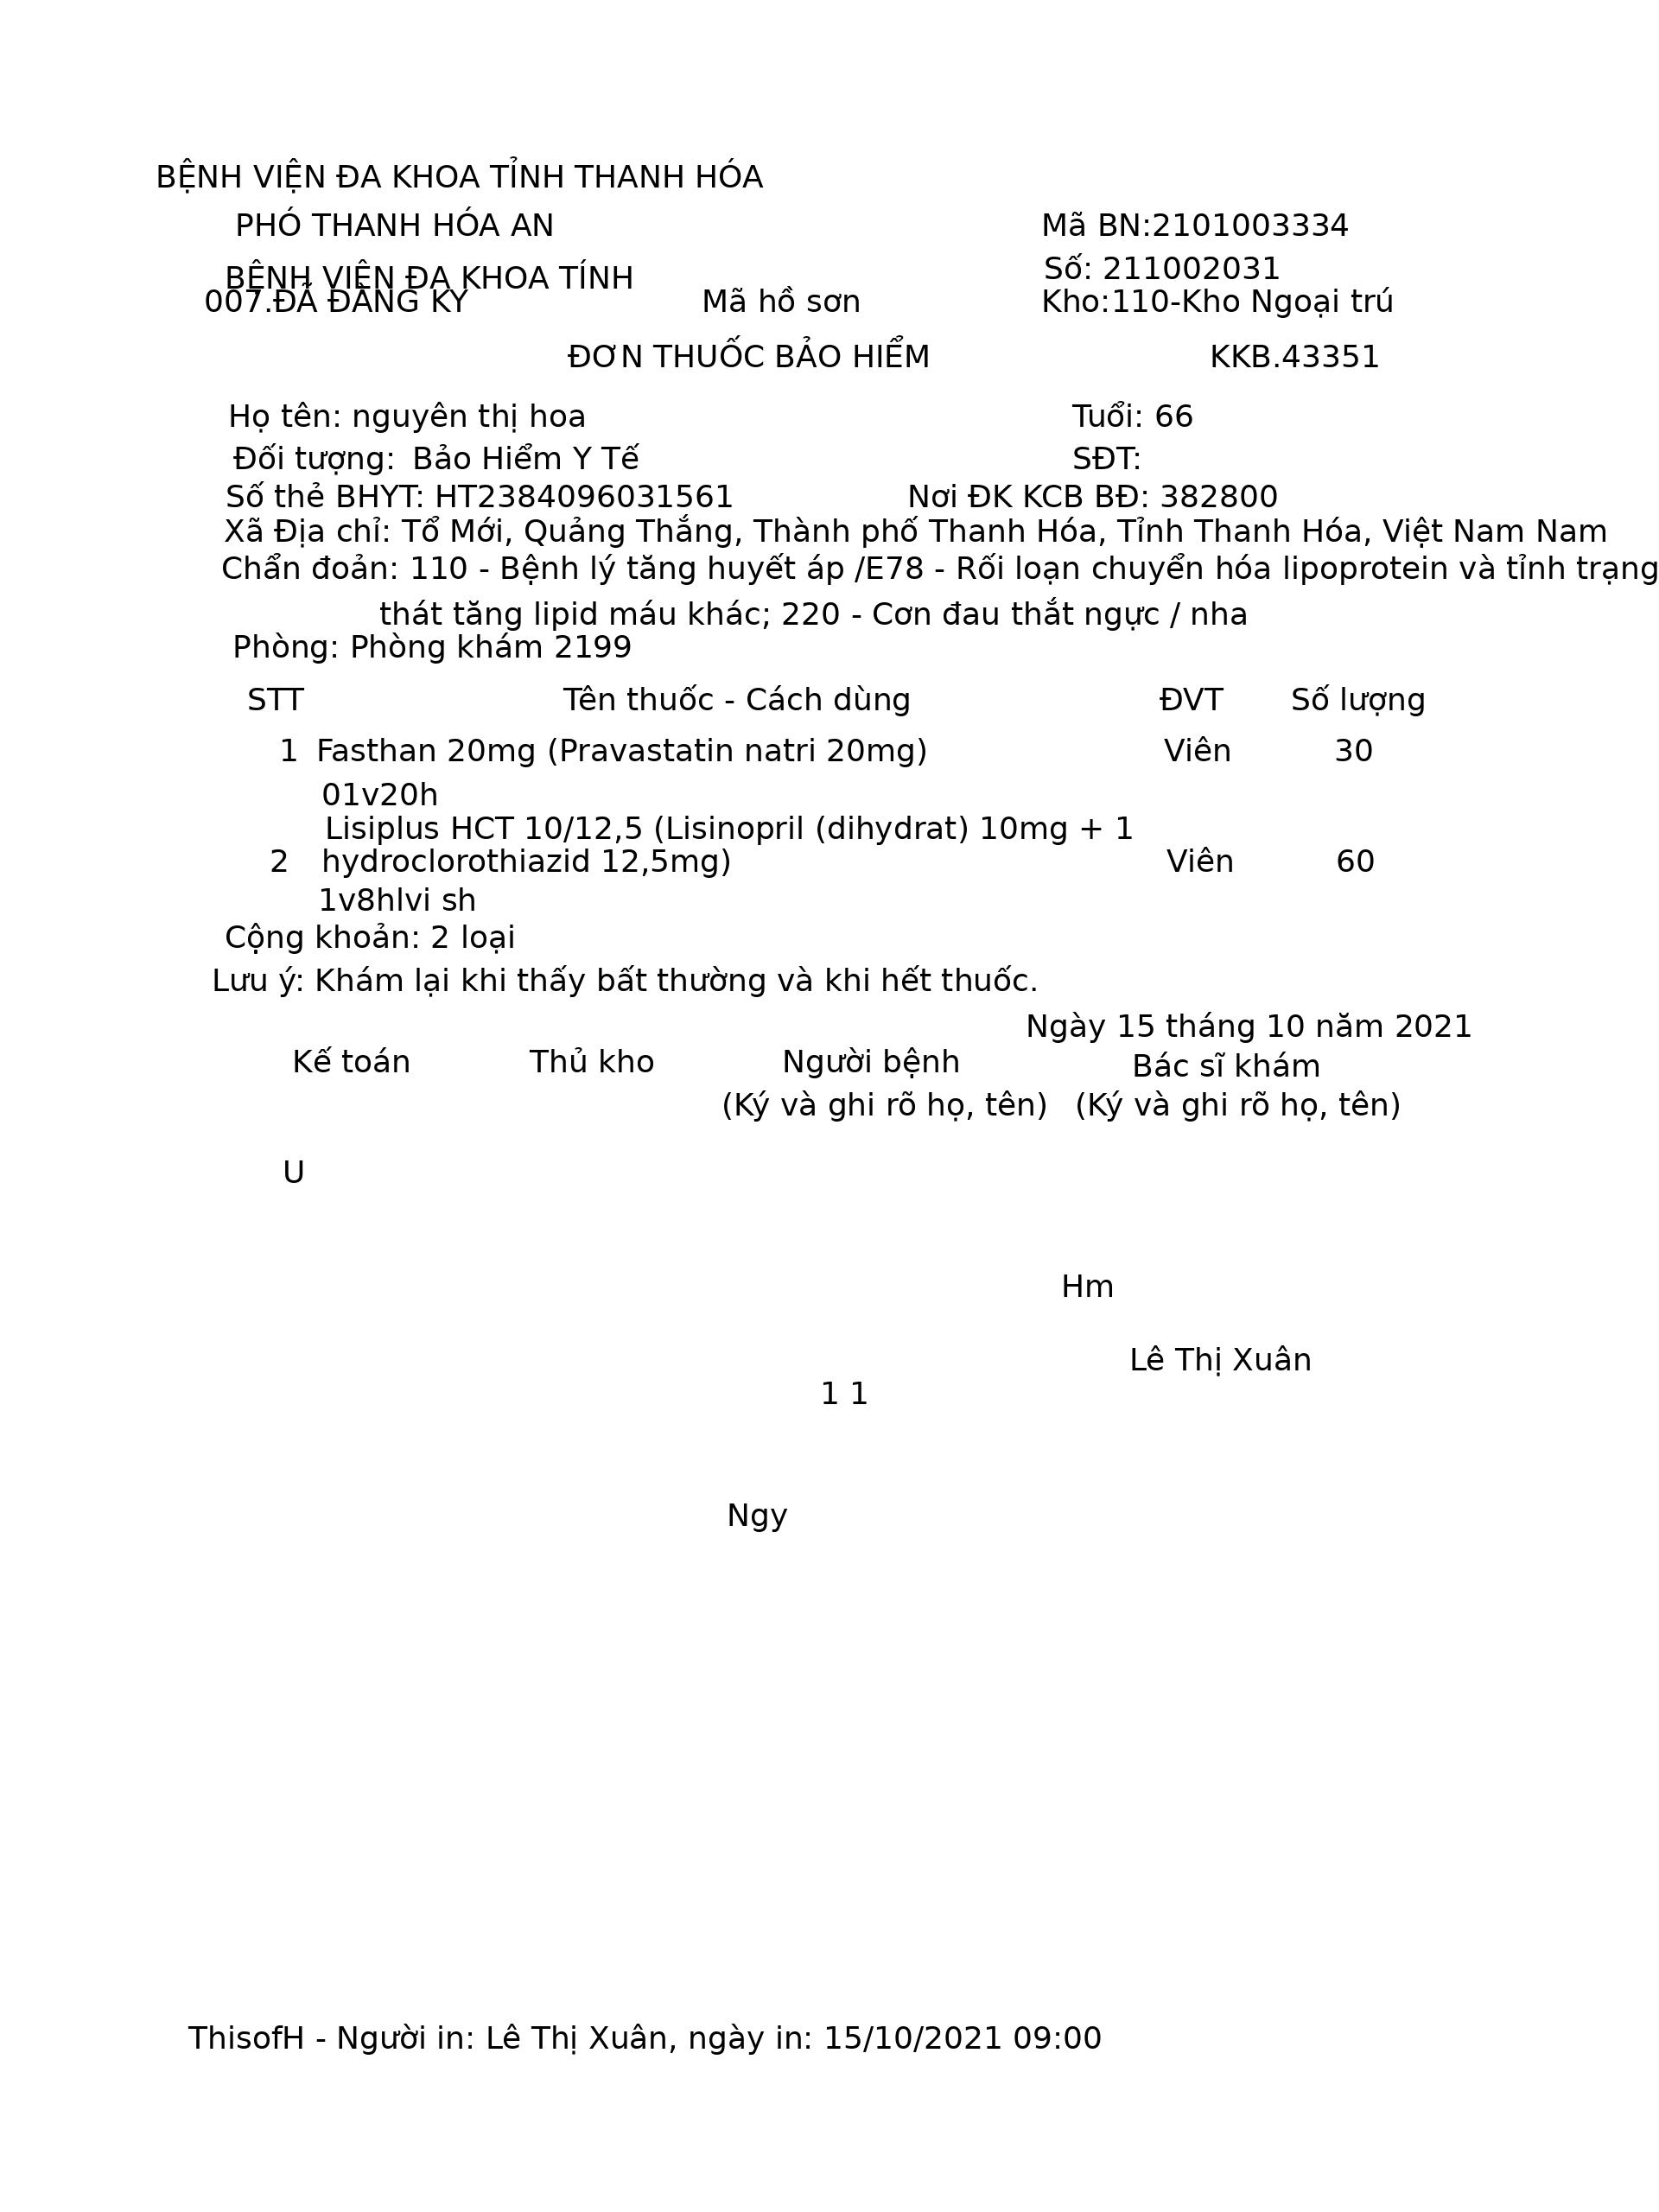 BỆNH VIỆN ĐA KHOA TỈNH THANH HÓA
PHÓ THANH HÓA AN Mã BN:2101003334
BỆNH VIỆN ĐA KHOA TÍNH Số: 211002031
007.ĐÃ ĐÀNG KÝ Mã hồ sơn Kho:110-Kho Ngoại trú
ĐƠN THUỐC BẢO HIỂM KKB.43351
Họ tên: nguyên thị hoa Tuổi: 66
Đối tượng: Bảo Hiểm Y Tế SĐT:
Số thẻ BHYT: HT2384096031561 Nơi ĐK KCB BĐ: 382800
Xã Địa chỉ: Tổ Mới, Quảng Thắng, Thành phố Thanh Hóa, Tỉnh Thanh Hóa, Việt Nam Nam
Chẩn đoản: 110 - Bệnh lý tăng huyết áp /E78 - Rối loạn chuyển hóa lipoprotein và tỉnh trạng
thát tăng lipid máu khác; 220 - Cơn đau thắt ngực / nha
Phòng: Phòng khám 2199
STT Tên thuốc - Cách dùng ĐVT Số lượng
1 Fasthan 20mg (Pravastatin natri 20mg) Viên 30
01v20h
Lisiplus HCT 10/12,5 (Lisinopril (dihydrat) 10mg + 1
2 hydroclorothiazid 12,5mg) Viên 60
1v8hlvi sh
Cộng khoản: 2 loại
Lưu ý: Khám lại khi thấy bất thường và khi hết thuốc.
Ngày 15 tháng 10 năm 2021
Kế toán Thủ kho Người bệnh Bác sĩ khám
(Ký và ghi rõ họ, tên) (Ký và ghi rõ họ, tên)
U
Hm
Lê Thị Xuân
1 1
Ngy
ThisofH - Người in: Lê Thị Xuân, ngày in: 15/10/2021 09:00